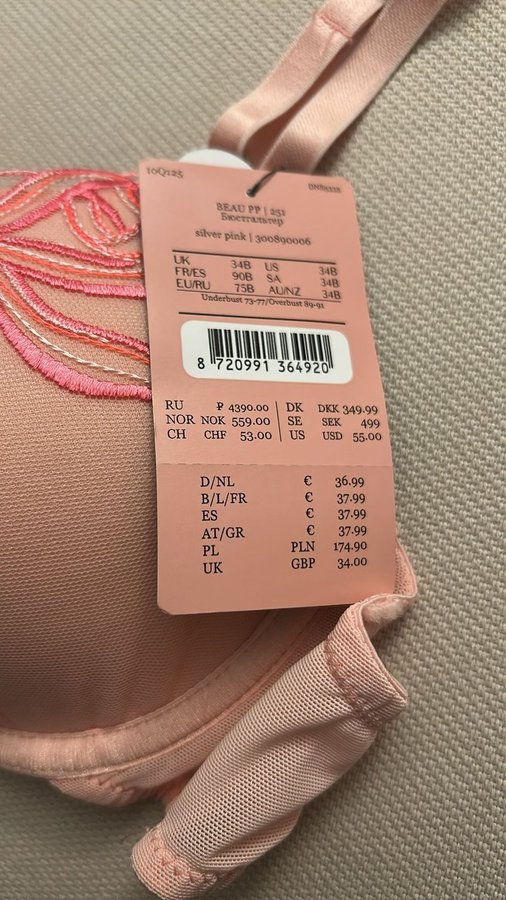 10Q125
BEAU PP | 251
Бюстгальтер
silver pink | 300890006
UK 34B US 34B
FR/ES 90B SA 34B
EU/RU 75B AU/NZ 34B
Underbust 73-77/Overbust 89-91
8 720991 364920
RU ₽ 4390.00 DK DKK 349.99
NOR NOK 559.00 SE SEK 499
CH CHF 53.00 US USD 55.00
D/NL € 36.99
B/L/FR € 37.99
ES € 37.99
AT/GR € 37.99
PL PLN 174.90
UK GBP 34.00